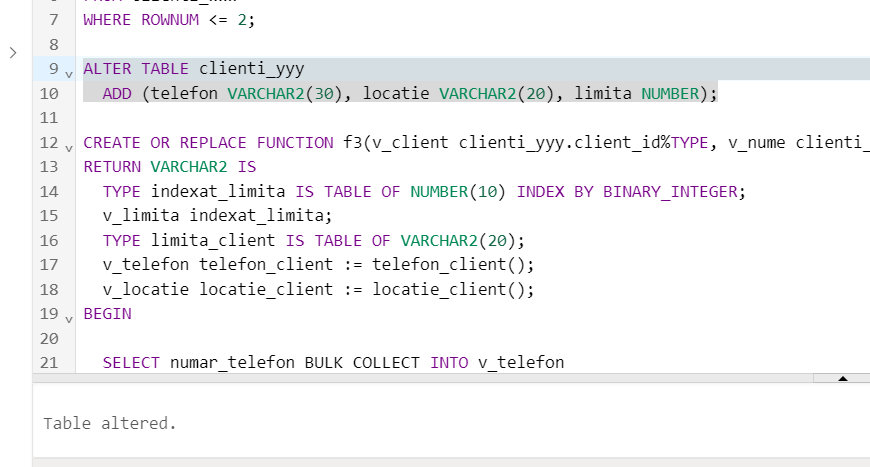 7 WHERE ROWNUM <= 2;
8
9 ALTER TABLE clienti_yyy
10 ADD (telefon VARCHAR2(30), locatie VARCHAR2(20), limita NUMBER);
11
12 CREATE OR REPLACE FUNCTION f3(v_client clienti_yyy.client_id%TYPE, v_nume clienti_
13 RETURN VARCHAR2 IS
14 TYPE indexat_limita IS TABLE OF NUMBER(10) INDEX BY BINARY_INTEGER;
15 v_limita indexat_limita;
16 TYPE limita_client IS TABLE OF VARCHAR2(20);
17 v_telefon telefon_client := telefon_client();
18 v_locatie locatie_client := locatie_client();
19 BEGIN
20
21 SELECT numar_telefon BULK COLLECT INTO v_telefon
Table altered.